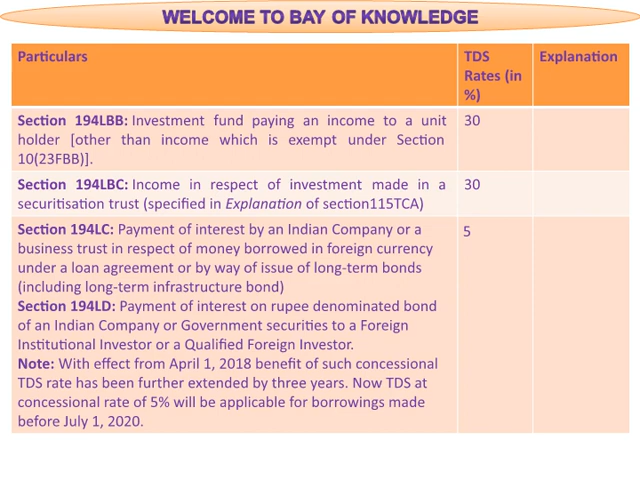 WELCOME TO BAY OF KNOWLEDGE
Particulars
TDS
Rates (in
%)
Explanation
Section 194LBB: Investment fund paying an income to a unit
holder [other than income which is exempt under Section
10(23FBB)].
30
Section 194LBC: Income in respect of investment made in a
securitisation trust (specified in Explanation of section115TCA)
30
Section 194LC: Payment of interest by an Indian Company or a
business trust in respect of money borrowed in foreign currency
under a loan agreement or by way of issue of long-term bonds
(including long-term infrastructure bond)
Section 194LD: Payment of interest on rupee denominated bond
of an Indian Company or Government securities to a Foreign
Institutional Investor or a Qualified Foreign Investor.
Note: With effect from April 1, 2018 benefit of such concessional
TDS rate has been further extended by three years. Now TDS at
concessional rate of 5% will be applicable for borrowings made
before July 1, 2020.
5